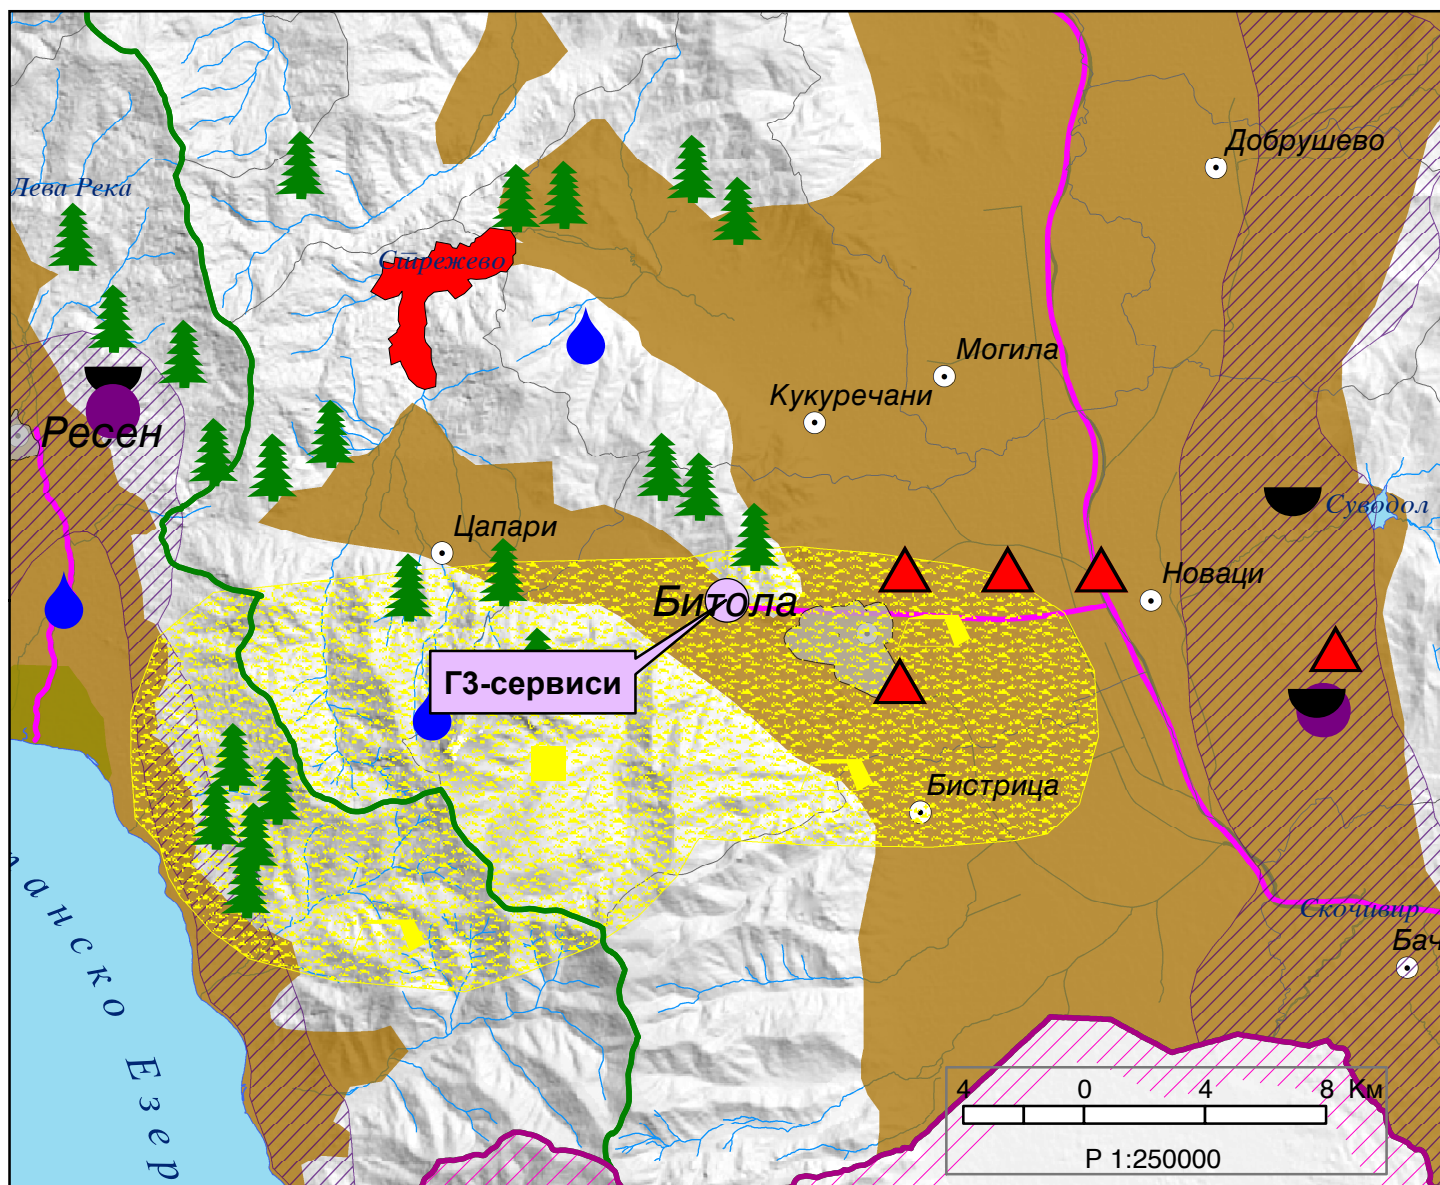 Добрушево
Лева Река
Стрежево
Могила
Кукуречани
Ресен
Суводол
Цапари
Новаци
Битола
Г3-сервиси
Бистрица
Скочивир
Бач
анско Езер
4 0 4 8 Км
Р 1:250000